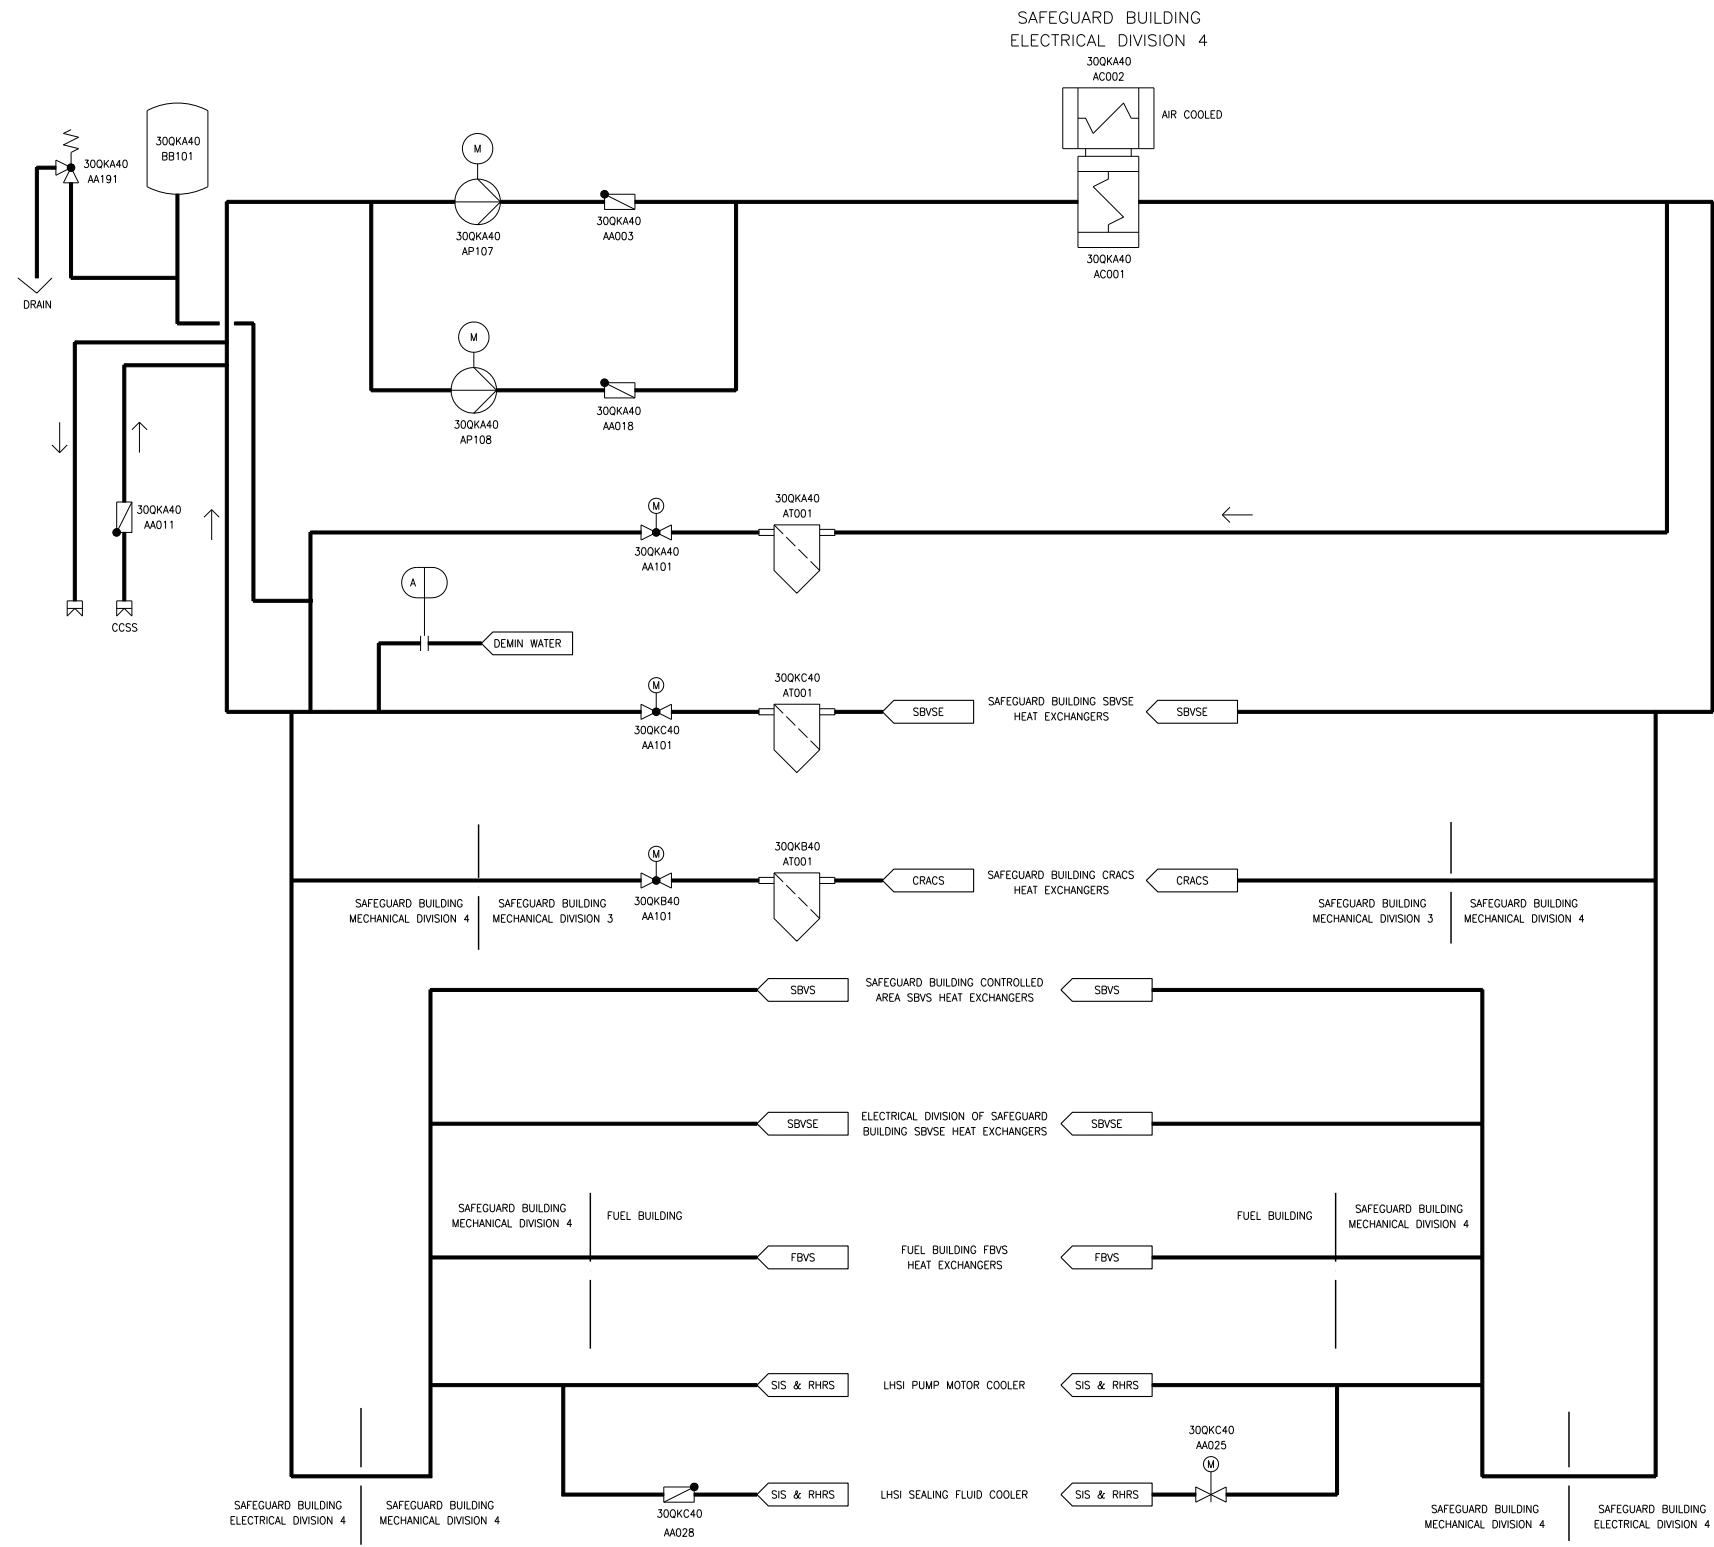 SAFEGUARD BUILDING
ELECTRICAL DIVISION 4
30QKA40
AC002
AIR COOLED
30QKA40
BB101
30QKA40
AA191
M
30QKA40
AP107
30QKA40
AA003
30QKA40
AC001
DRAIN
M
30QKA40
AP108
30QKA40
AA018
30QKA40
AA011
CCSS
M
30QKA40
AA101
30QKA40
AT001
A
DEMIN WATER
M
30QKC40
AA101
30QKC40
AT001
SBVSE
SAFEGUARD BUILDING SBVSE
HEAT EXCHANGERS
SBVSE
M
30QKB40
AA101
30QKB40
AT001
CRACS
SAFEGUARD BUILDING CRACS
HEAT EXCHANGERS
CRACS
SAFEGUARD BUILDING
MECHANICAL DIVISION 4
SAFEGUARD BUILDING
MECHANICAL DIVISION 3
SAFEGUARD BUILDING
MECHANICAL DIVISION 3
SAFEGUARD BUILDING
MECHANICAL DIVISION 4
SBVS
SAFEGUARD BUILDING CONTROLLED
AREA SBVS HEAT EXCHANGERS
SBVS
SBVSE
ELECTRICAL DIVISION OF SAFEGUARD
BUILDING SBVSE HEAT EXCHANGERS
SBVSE
SAFEGUARD BUILDING
MECHANICAL DIVISION 4
FUEL BUILDING
FUEL BUILDING
SAFEGUARD BUILDING
MECHANICAL DIVISION 4
FBVS
FUEL BUILDING FBVS
HEAT EXCHANGERS
FBVS
SIS & RHRS
LHSI PUMP MOTOR COOLER
SIS & RHRS
30QKC40
AA025
M
SIS & RHRS
LHSI SEALING FLUID COOLER
SIS & RHRS
30QKC40
AA028
SAFEGUARD BUILDING
ELECTRICAL DIVISION 4
SAFEGUARD BUILDING
MECHANICAL DIVISION 4
SAFEGUARD BUILDING
MECHANICAL DIVISION 4
SAFEGUARD BUILDING
ELECTRICAL DIVISION 4